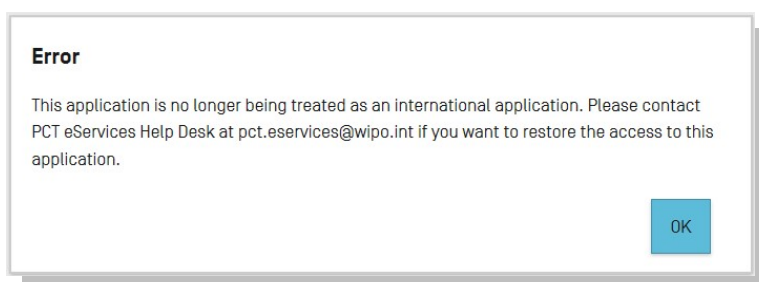 Error
This application is no longer being treated as an international application. Please contact
PCT eServices Help Desk at pct.eservices@wipo.int if you want to restore the access to this
application.
OK